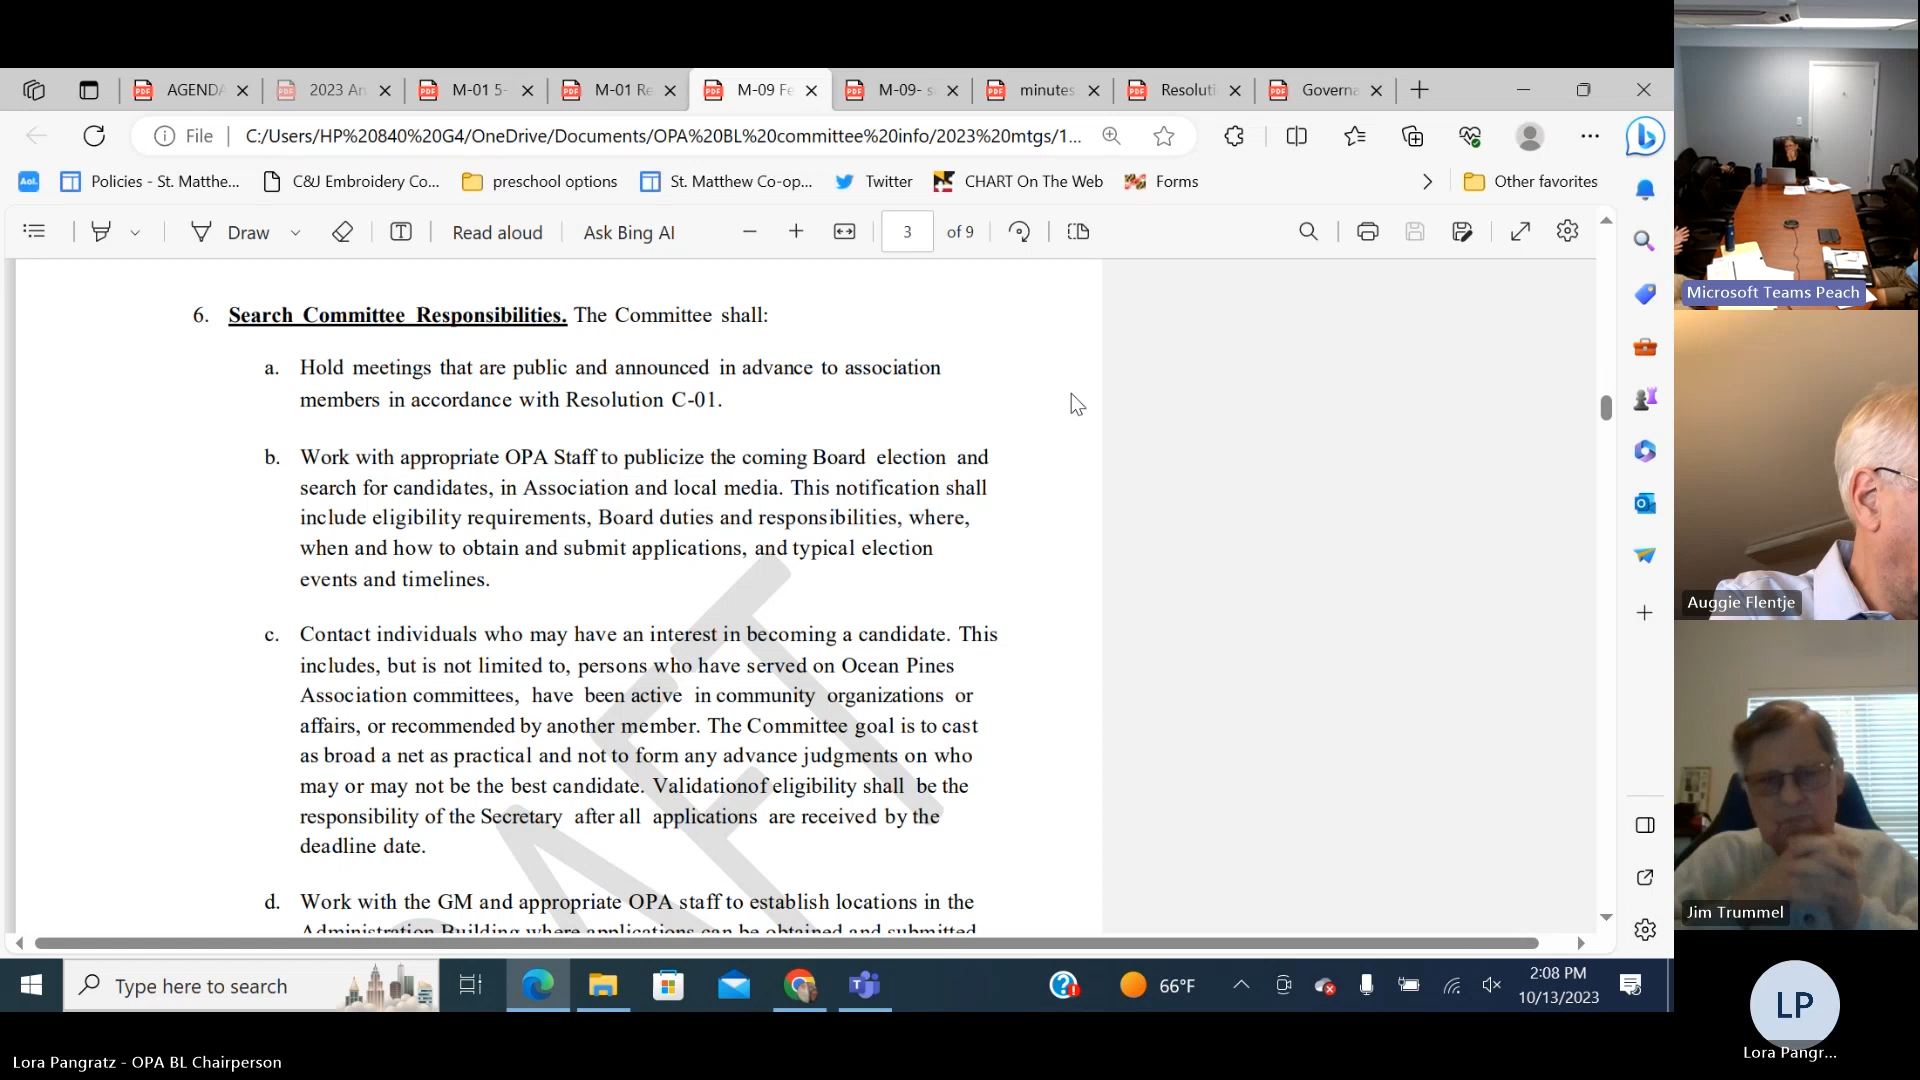 AGENDA
2023 An
M-01 5-
M-01 Re
M-09 Fe
M-09- s
minutes
Resoluti
Governa
File
C:/Users/HP%20840%20G4/OneDrive/Documents/OPA%20BL%20committee%20info/2023%20mtgs/1...
Aol.
Policies - St. Matthe...
C&J Embroidery Co...
preschool options
St. Matthew Co-op...
Twitter
CHART On The Web
Forms
Other favorites
Draw
Read aloud
Ask Bing AI
3
of 9
6. Search Committee Responsibilities. The Committee shall:
a. Hold meetings that are public and announced in advance to association
members in accordance with Resolution C-01.
b. Work with appropriate OPA Staff to publicize the coming Board election and
search for candidates, in Association and local media. This notification shall
include eligibility requirements, Board duties and responsibilities, where,
when and how to obtain and submit applications, and typical election
events and timelines.
c. Contact individuals who may have an interest in becoming a candidate. This
includes, but is not limited to, persons who have served on Ocean Pines
Association committees, have been active in community organizations or
affairs, or recommended by another member. The Committee goal is to cast
as broad a net as practical and not to form any advance judgments on who
may or may not be the best candidate. Validationof eligibility shall be the
responsibility of the Secretary after all applications are received by the
deadline date.
d. Work with the GM and appropriate OPA staff to establish locations in the
Administration Building where applications can be obtained and submitted
Type here to search
66°F
2:08 PM
10/13/2023
Microsoft Teams Peach
Auggie Flentje
Jim Trummel
LP
Lora Pangr...
Lora Pangratz - OPA BL Chairperson